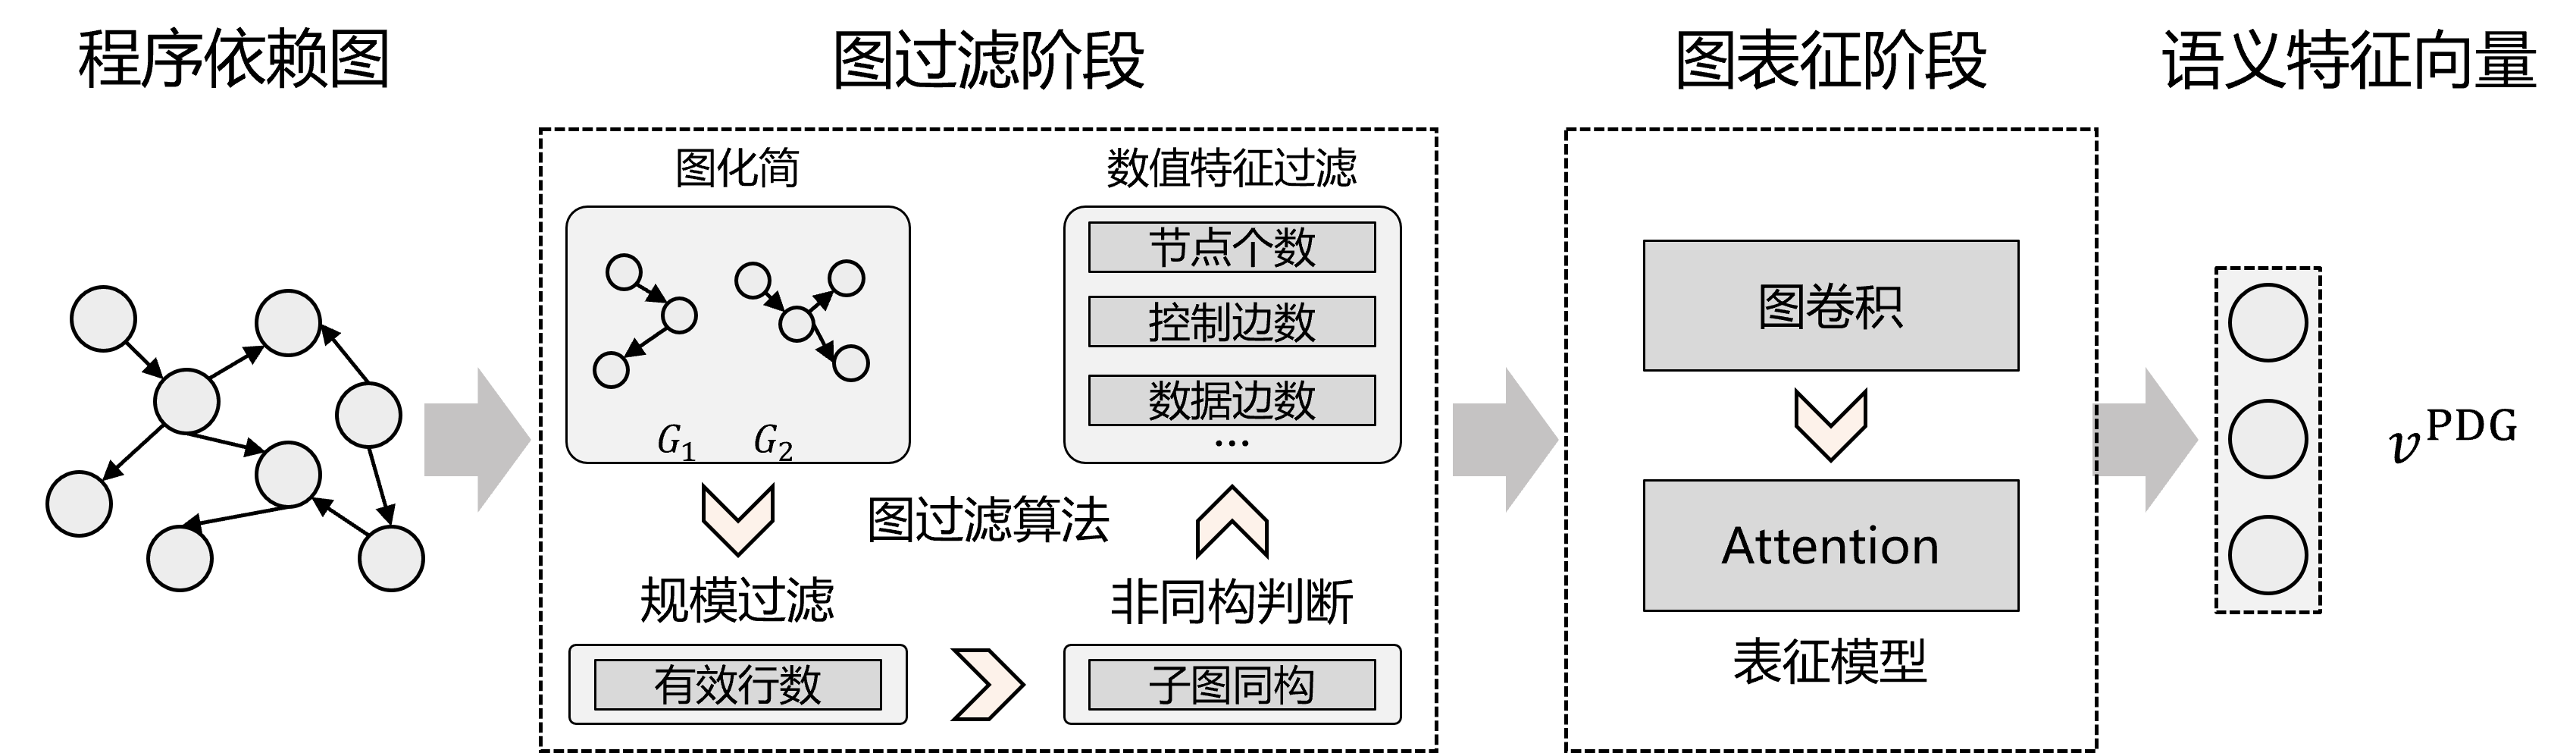 程序依赖图
图过滤阶段
图表征阶段
语义特征向量
图化简
数值特征过滤
节点个数
控制边数
数据边数
...
G1
G2
图过滤算法
规模过滤
非同构判断
有效行数
子图同构
图卷积
Attention
表征模型
v^PDG